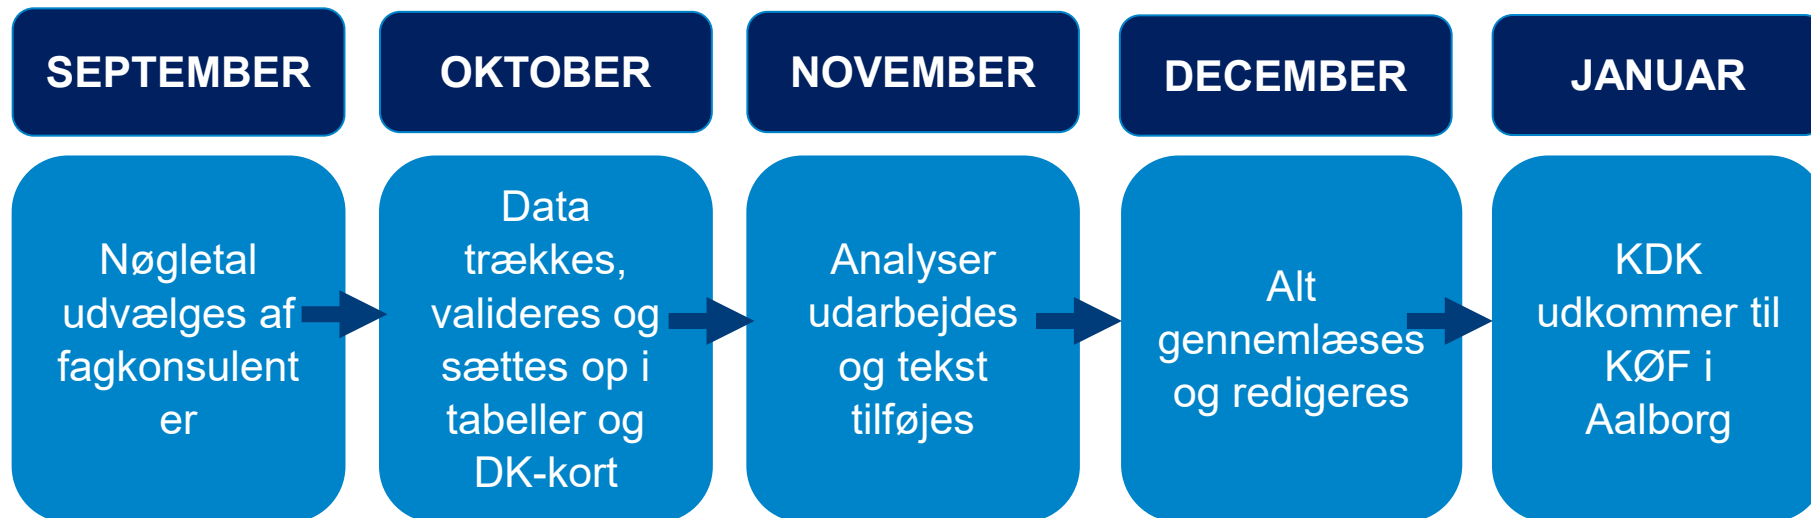 SEPTEMBER
OKTOBER
NOVEMBER
DECEMBER
JANUAR
Nøgletal
udvælges af
fagkonsulent
er
Data
trækkes,
valideres og
sættes op i
tabeller og
DK-kort
Analyser
udarbejdes
og tekst
tilføjes
Alt
gennemlæses
og redigeres
KDK
udkommer til
KØF i
Aalborg